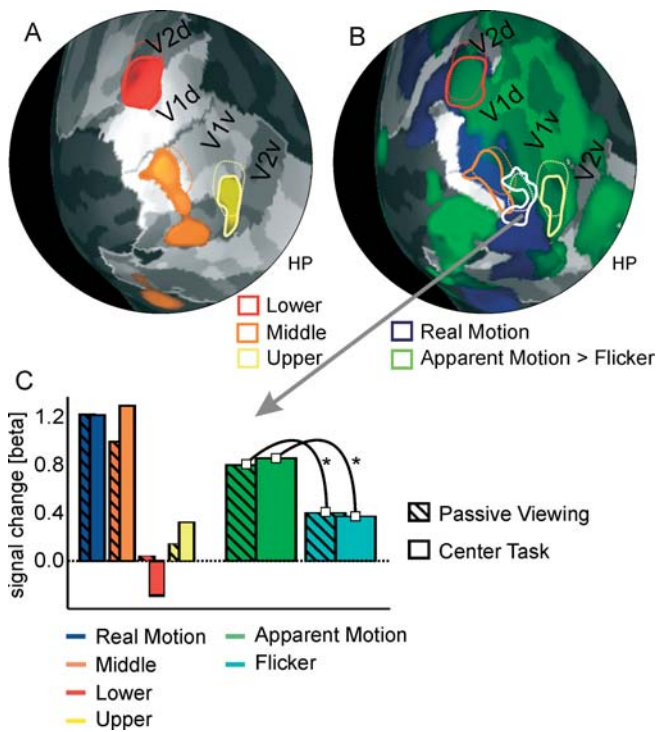 A
V2d
V1d
V1v
V2v
HP
Lower
Middle
Upper
B
V2d
V1d
V1v
V2v
HP
Real Motion
Apparent Motion > Flicker
C
signal change [beta]
1.2
0.8
0.4
0.0
* *
Passive Viewing
Center Task
Real Motion
Middle
Lower
Upper
Apparent Motion
Flicker